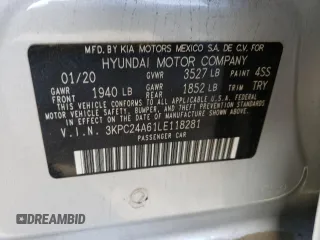 MFD. BY KIA MOTORS MEXICO S.A. DE C.V. FOR
HYUNDAI MOTOR COMPANY
01/20 GVWR 3527 LB PAINT 4SS
GAWR FRONT 1940 LB GAWR REAR 1852 LB TRIM TRY
THIS VEHICLE CONFORMS TO ALL APPLICABLE U.S.A. FEDERAL MOTOR VEHICLE SAFETY, BUMPER, AND THEFT PREVENTION STANDARDS IN EFFECT ON THE DATE OF MANUFACTURE SHOWN ABOVE.
V.I.N. 3KPC24A61LE118281
PASSENGER CAR
AUTOBIDMASTER